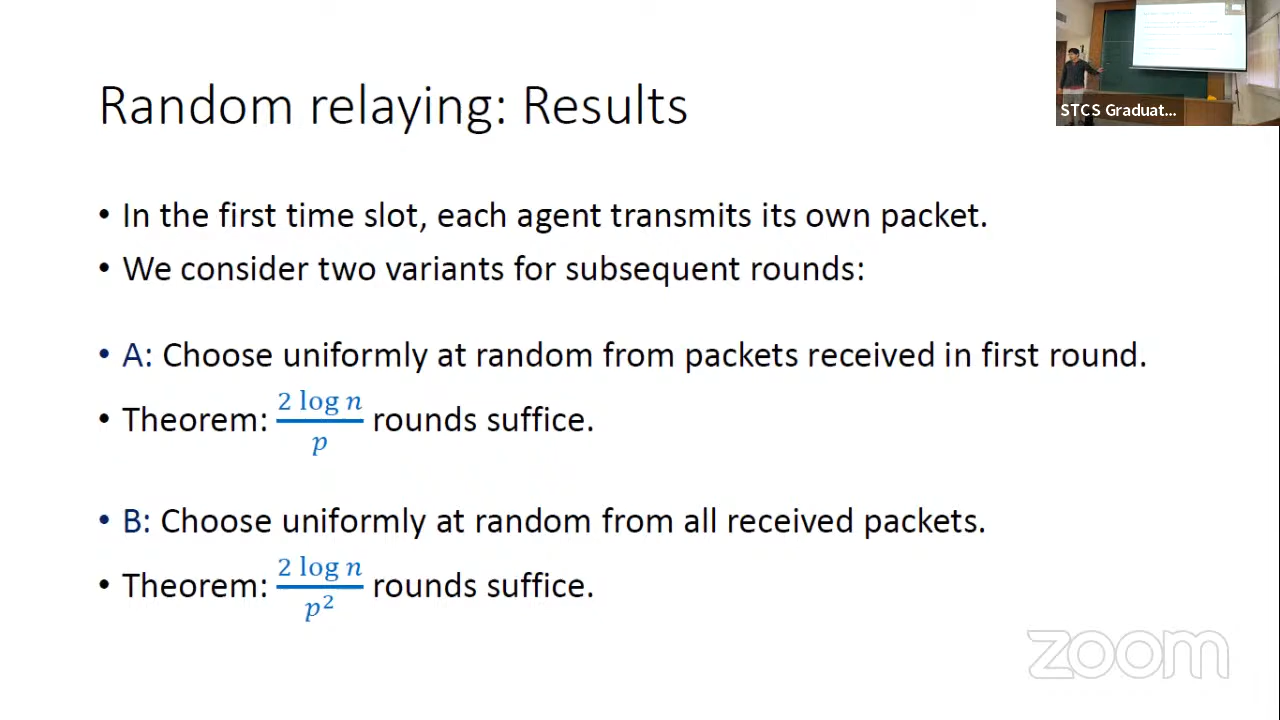 Random relaying: Results
STCS Graduat...
• In the first time slot, each agent transmits its own packet.
• We consider two variants for subsequent rounds:
• A: Choose uniformly at random from packets received in first round.
• Theorem: 2 log n / p rounds suffice.
• B: Choose uniformly at random from all received packets.
• Theorem: 2 log n / p² rounds suffice.
zoom